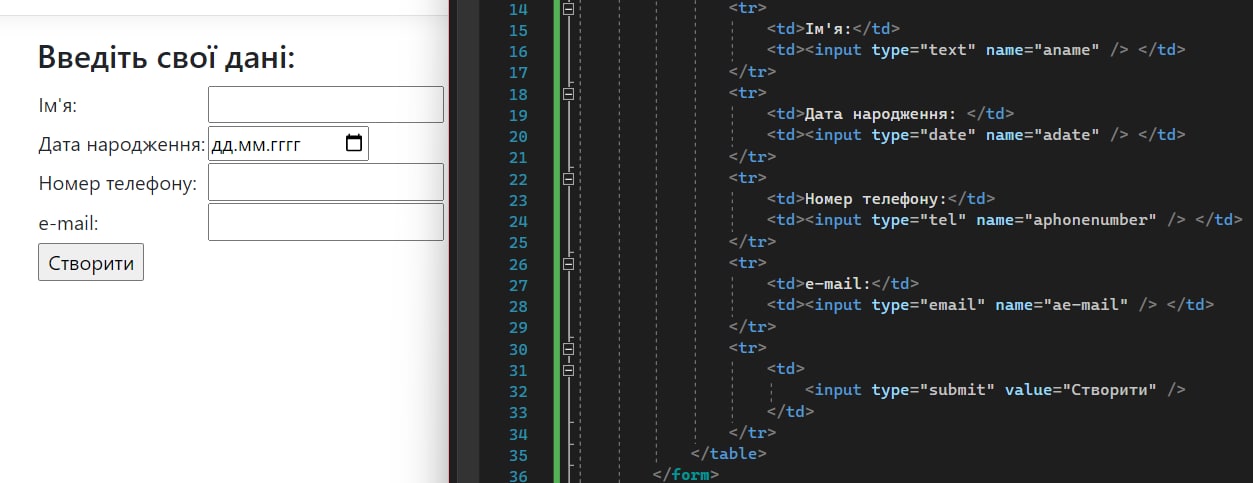 Введіть свої дані:
Ім'я:
Дата народження: дд.мм.гггг
Номер телефону:
e-mail:
Створити
14 <tr>
15 <td>Ім'я:</td>
16 <td><input type="text" name="aname" /> </td>
17 </tr>
18 <tr>
19 <td>Дата народження: </td>
20 <td><input type="date" name="adate" /> </td>
21 </tr>
22 <tr>
23 <td>Номер телефону:</td>
24 <td><input type="tel" name="aphonenumber" /> </td>
25 </tr>
26 <tr>
27 <td>e-mail:</td>
28 <td><input type="email" name="ae-mail" /> </td>
29 </tr>
30 <tr>
31 <td>
32 <input type="submit" value="Створити" />
33 </td>
34 </tr>
35 </table>
36 </form>